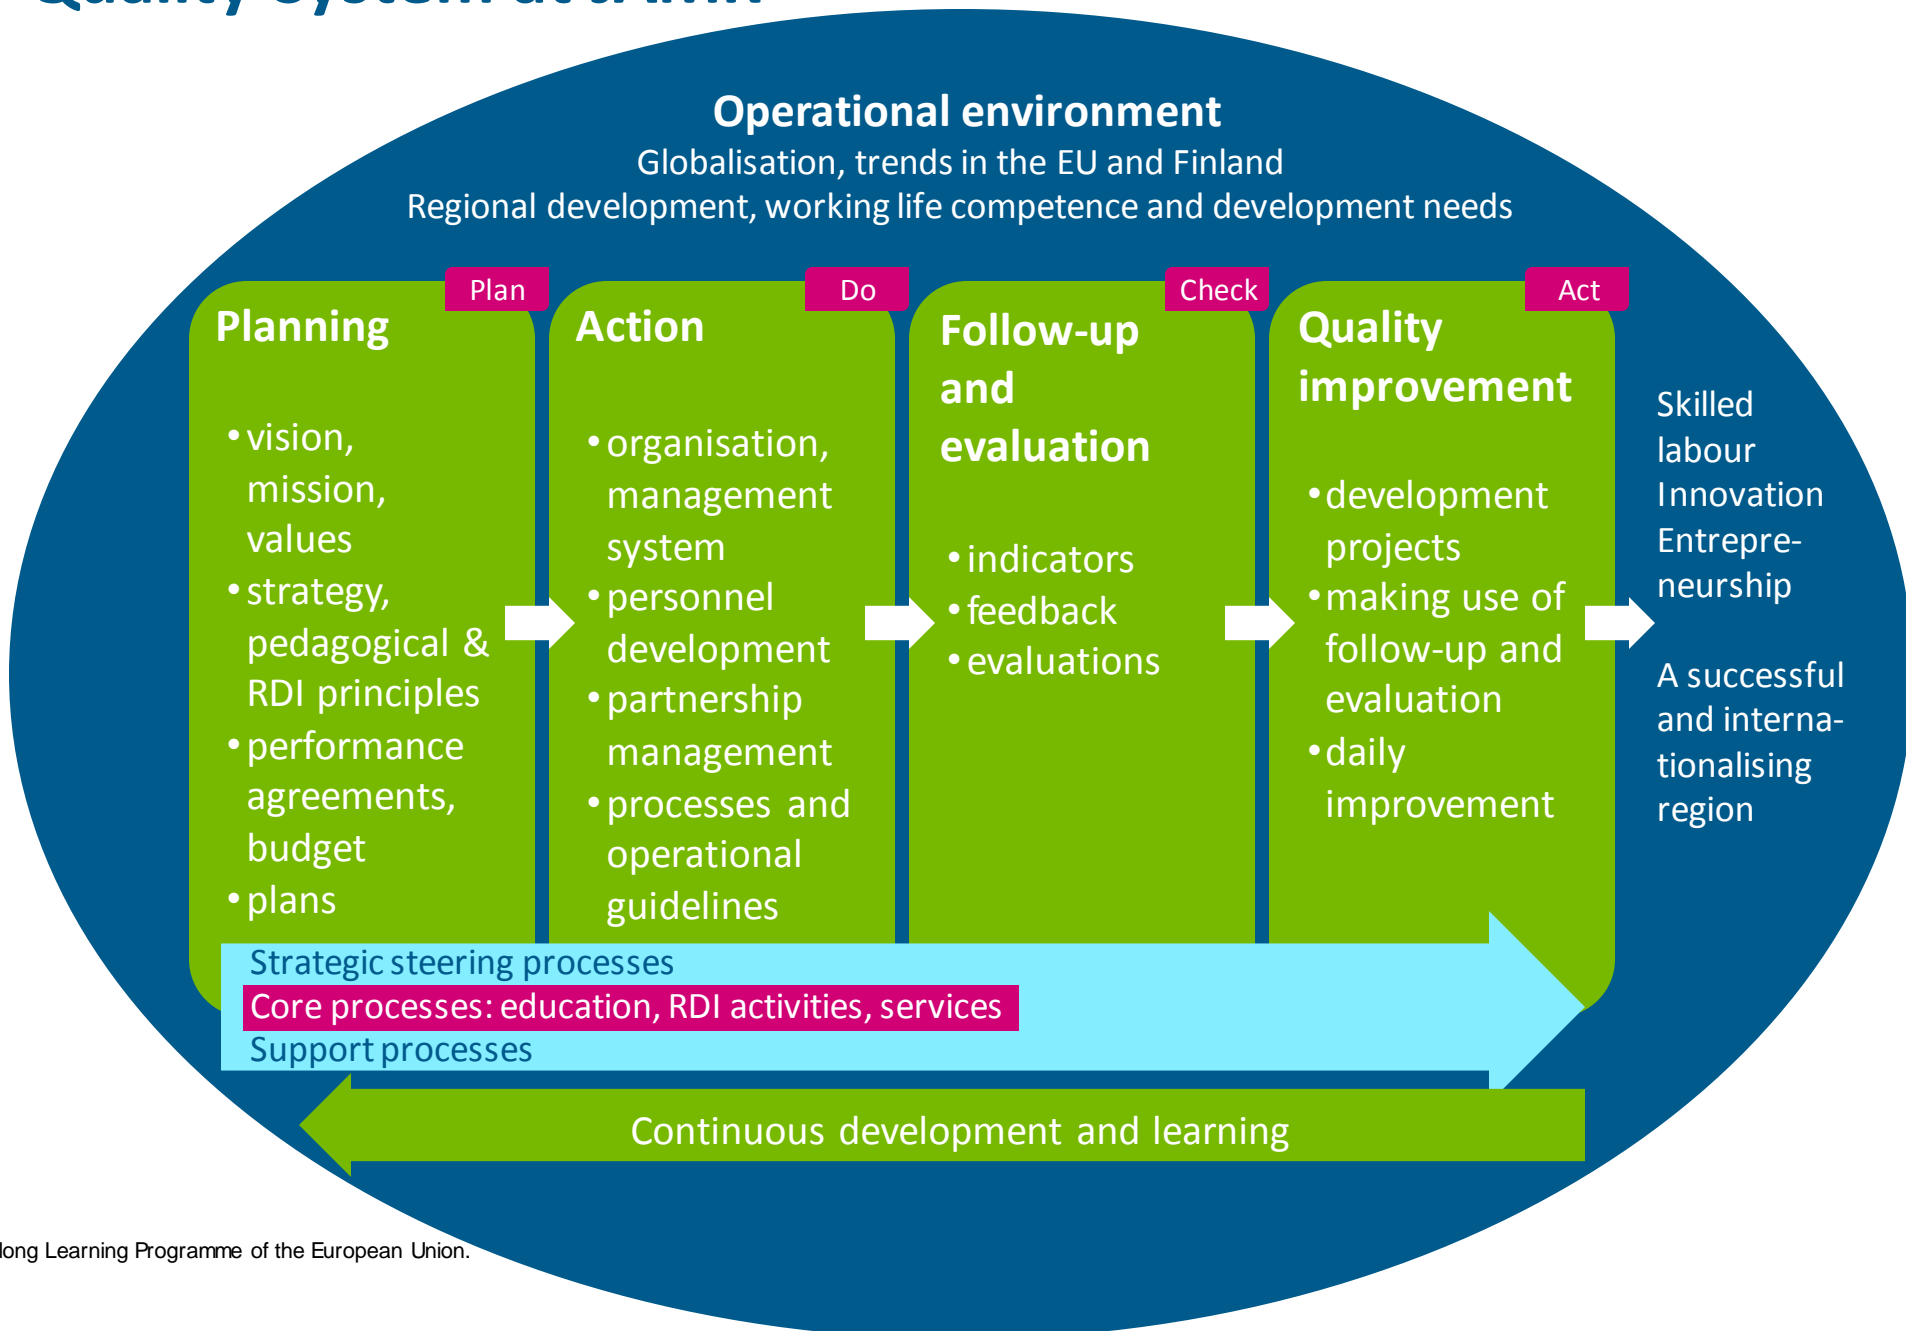 Quality System at JAMK
Operational environment
Globalisation, trends in the EU and Finland
Regional development, working life competence and development needs
Plan
Planning
• vision,
mission,
values
• strategy,
pedagogical &
RDI principles
• performance
agreements,
budget
• plans
Do
Action
• organisation,
management
system
• personnel
development
• partnership
management
• processes and
operational
guidelines
Check
Follow-up
and
evaluation
• indicators
• feedback
• evaluations
Act
Quality
improvement
• development
projects
• making use of
follow-up and
evaluation
• daily
improvement
Skilled
labour
Innovation
Entrepre-
neurship
A successful
and interna-
tionalising
region
Strategic steering processes
Core processes: education, RDI activities, services
Support processes
Continuous development and learning
long Learning Programme of the European Union.